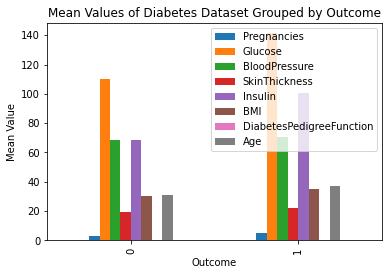 Mean Values of Diabetes Dataset Grouped by Outcome
Mean Value
140
120
100
80
60
40
20
0
Pregnancies
Glucose
BloodPressure
SkinThickness
Insulin
BMI
DiabetesPedigreeFunction
Age
0
1
Outcome